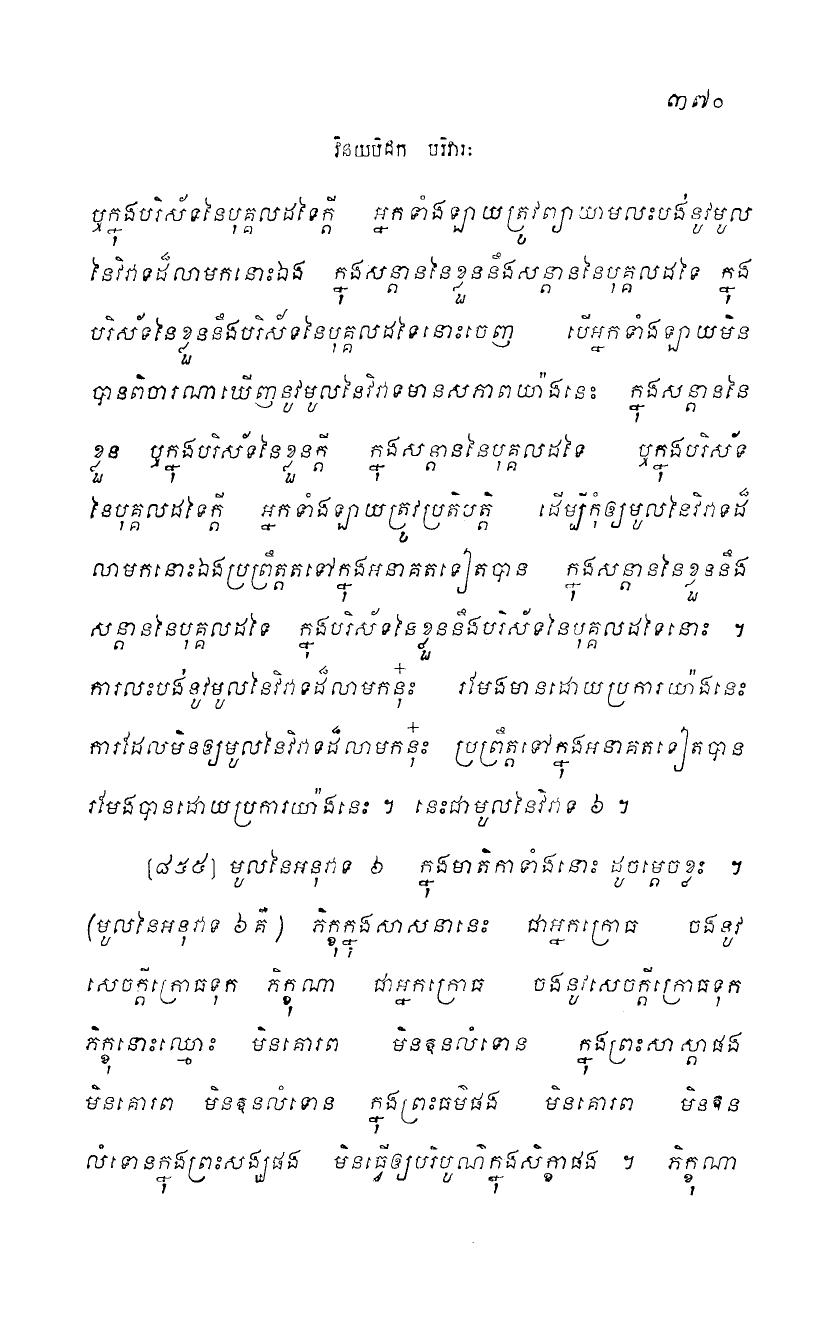 ៣៧០
វិនយបិដក បរិវារៈ
ឬក្នុងបរិស័ទនៃបុគ្គលដទៃក្តី អ្នកទាំងឡាយត្រូវព្យាយាមលះបង់នូវមូល
នៃវិវាទដ៏លាមកនោះឯង ក្នុងសន្តាននៃខ្លួននឹងសន្តាននៃបុគ្គលដទៃ ក្នុង
បរិស័ទនៃខ្លួននឹងបរិស័ទនៃបុគ្គលដទៃនោះចេញ បើអ្នកទាំងឡាយមិន
បានពិចារណាឃើញនូវមូលនៃវិវាទមានសភាពយ៉ាងនេះ ក្នុងសន្តាននៃ
ខ្លួន ឬក្នុងបរិស័ទនៃខ្លួនក្តី ក្នុងសន្តាននៃបុគ្គលដទៃ ឬក្នុងបរិស័ទ
នៃបុគ្គលដទៃក្តី អ្នកទាំងឡាយត្រូវប្រតិបត្តិ ដើម្បីកុំឲ្យមូលនៃវិវាទដ៏
លាមកនោះឯងប្រព្រឹត្តតទៅក្នុងអនាគតទៀតបាន ក្នុងសន្តាននៃខ្លួននឹង
សន្តាននៃបុគ្គលដទៃ ក្នុងបរិស័ទនៃខ្លួននឹងបរិស័ទនៃបុគ្គលដទៃនោះ ។
ការលះបង់នូវមូលនៃវិវាទដ៏លាមកនុ៎ះ រមែងមានដោយប្រការយ៉ាងនេះ
ការដែលមិនឲ្យមូលនៃវិវាទដ៏លាមកនុ៎ះ ប្រព្រឹត្តទៅក្នុងអនាគតទៀតបាន
រមែងបានដោយប្រការយ៉ាងនេះ ។ នេះជាមូលនៃវិវាទ ៦ ។
[៨៥៥] មូលនៃអនុវាទ ៦ ក្នុងមាតិកាទាំងនោះ ដូចម្តេចខ្លះ ។
(មូលនៃអនុវាទ ៦ គឺ) ភិក្ខុក្នុងសាសនានេះ ជាអ្នកក្រោធ ចងនូវ
សេចក្តីក្រោធទុក ភិក្ខុណា ជាអ្នកក្រោធ ចងនូវសេចក្តីក្រោធទុក
ភិក្ខុនោះឈ្មោះ មិនគោរព មិនឱនលំទោន ក្នុងព្រះសាស្តាផង
មិនគោរព មិនឱនលំទោន ក្នុងព្រះធម៌ផង មិនគោរព មិនឱន
លំទោនក្នុងព្រះសង្ឃផង មិនធ្វើឲ្យបរិបូណ៌ក្នុងសិក្ខាផង ។ ភិក្ខុណា